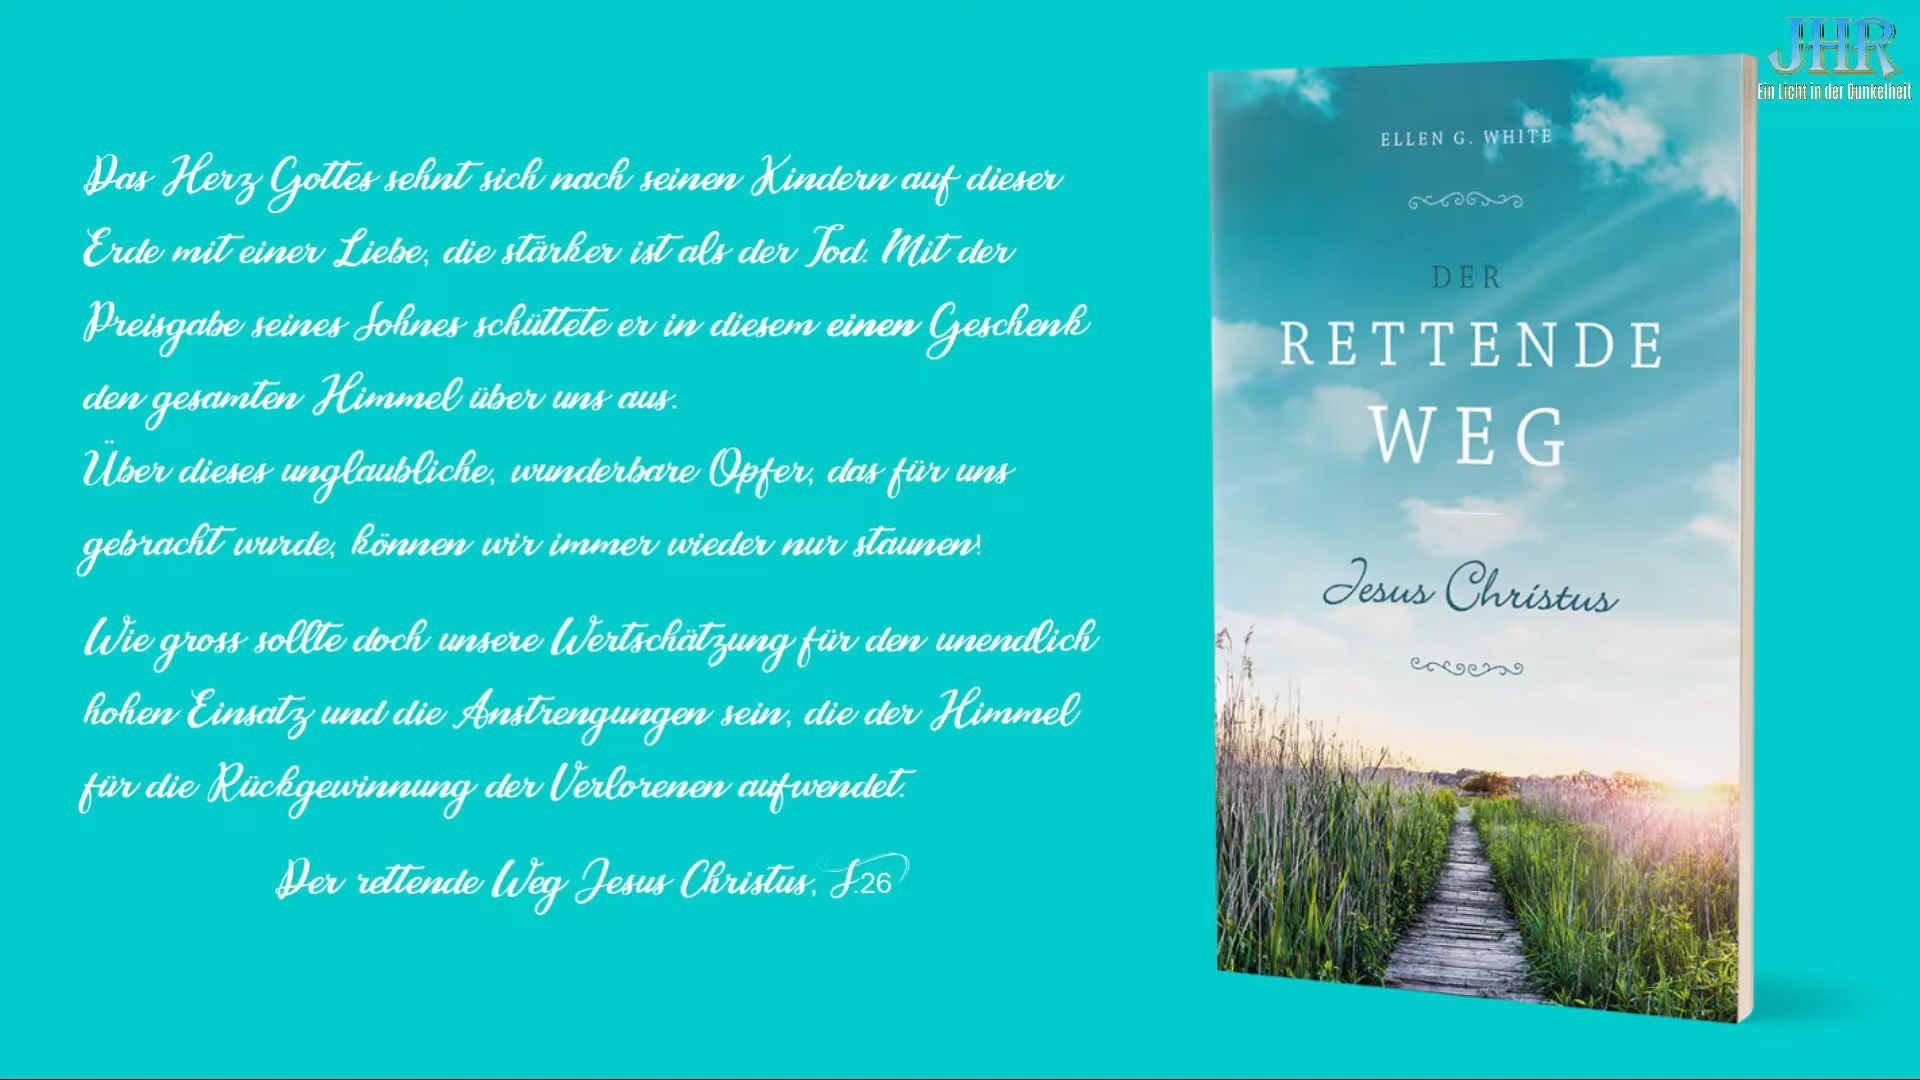 Das Herz Gottes sehnt sich nach seinen Kindern auf dieser
Erde mit einer Liebe, die stärker ist als der Tod. Mit der
Preisgabe seines Sohnes schüttete er in diesem einen Geschenk
den gesamten Himmel über uns aus.
Über dieses unglaubliche, wunderbare Opfer, das für uns
gebracht wurde, können wir immer wieder nur staunen!
Wie gross sollte doch unsere Wertschätzung für den unendlich
hohen Einsatz und die Anstrengungen sein, die der Himmel
für die Rückgewinnung der Verlorenen aufwendet.
Der rettende Weg Jesus Christus, S.26
ELLEN G. WHITE
DER
RETTENDE
WEG
Jesus Christus
JHR
Ein Licht in der Dunkelheit